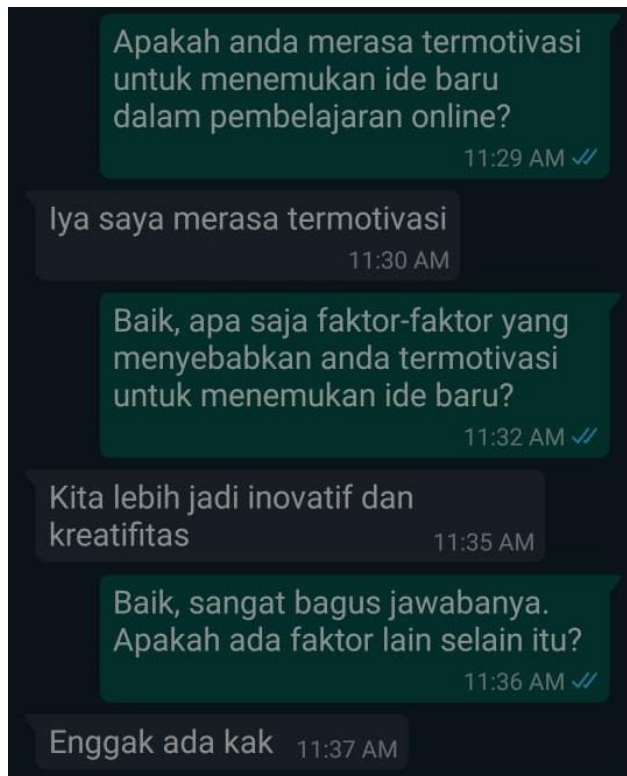 Apakah anda merasa termotivasi
untuk menemukan ide baru
dalam pembelajaran online?
11:29 AM
Iya saya merasa termotivasi
11:30 AM
Baik, apa saja faktor-faktor yang
menyebabkan anda termotivasi
untuk menemukan ide baru?
11:32 AM
Kita lebih jadi inovatif dan
kreatifitas 11:35 AM
Baik, sangat bagus jawabanya.
Apakah ada faktor lain selain itu?
11:36 AM
Enggak ada kak 11:37 AM